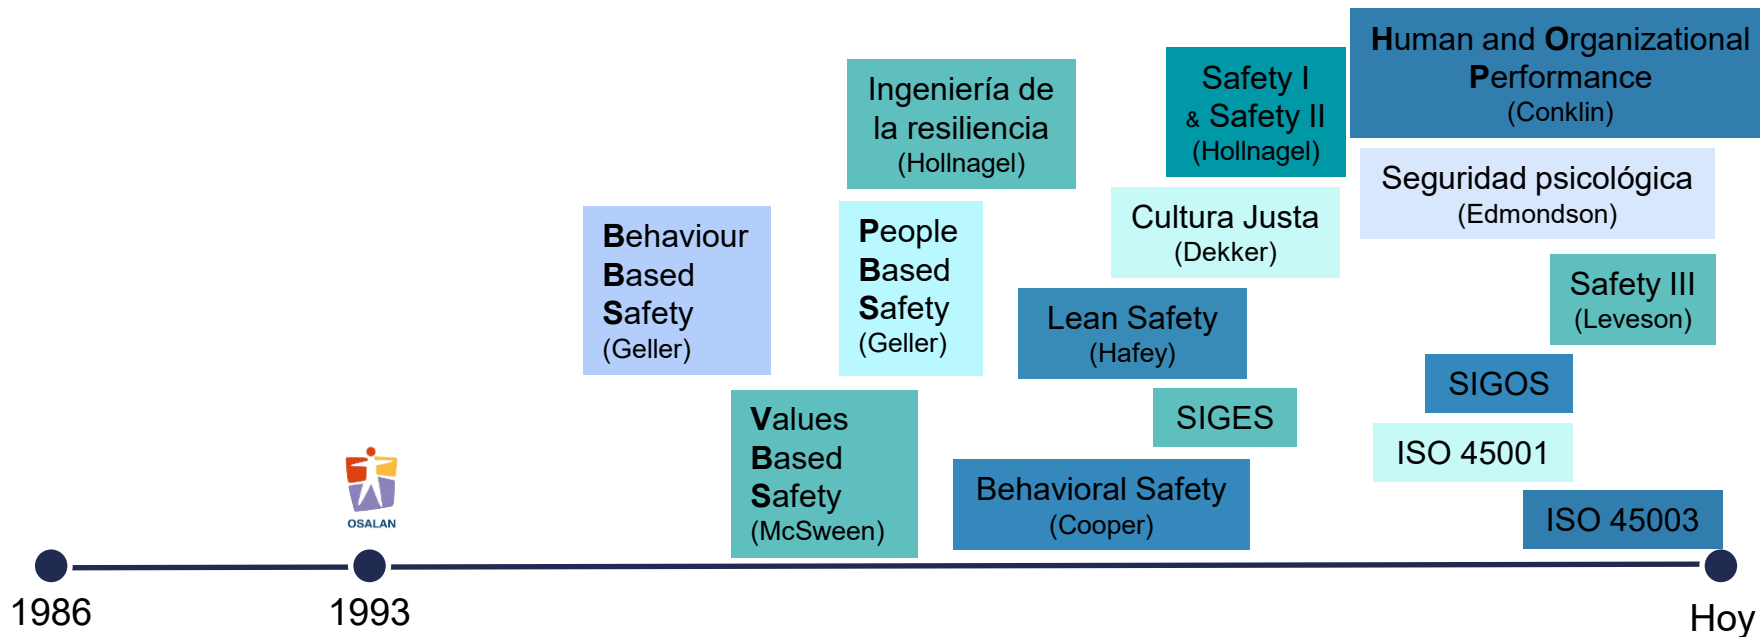 Human and Organizational
Performance
(Conklin)
Ingeniería de
la resiliencia
(Hollnagel)
Safety I
& Safety II
(Hollnagel)
Seguridad psicológica
(Edmondson)
Behaviour
Based
Safety
(Geller)
People
Based
Safety
(Geller)
Cultura Justa
(Dekker)
Safety III
(Leveson)
Lean Safety
(Hafey)
SIGOS
Values
Based
Safety
(McSween)
SIGES
ISO 45001
Behavioral Safety
(Cooper)
ISO 45003
OSALAN
1986
1993
Hoy